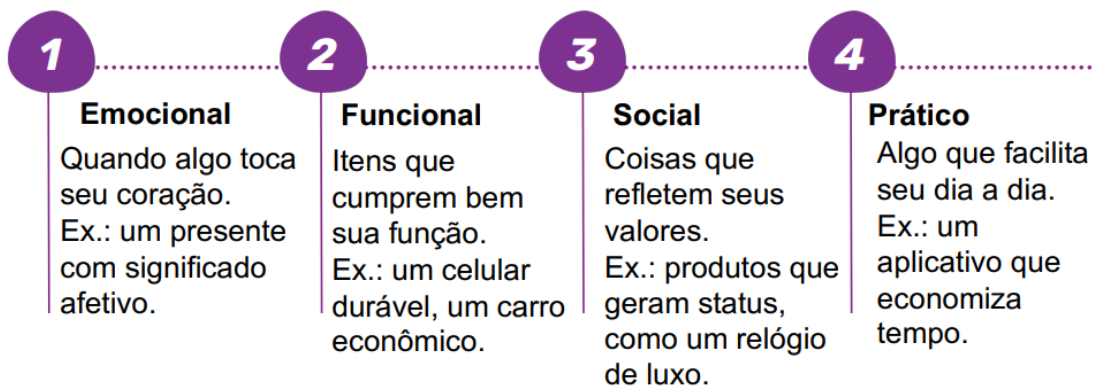 1
Emocional
Quando algo toca
seu coração.
Ex.: um presente
com significado
afetivo.
2
Funcional
Itens que
cumprem bem
sua função.
Ex.: um celular
durável, um carro
econômico.
3
Social
Coisas que
refletem seus
valores.
Ex.: produtos que
geram status,
como um relógio
de luxo.
4
Prático
Algo que facilita
seu dia a dia.
Ex.: um
aplicativo que
economiza
tempo.